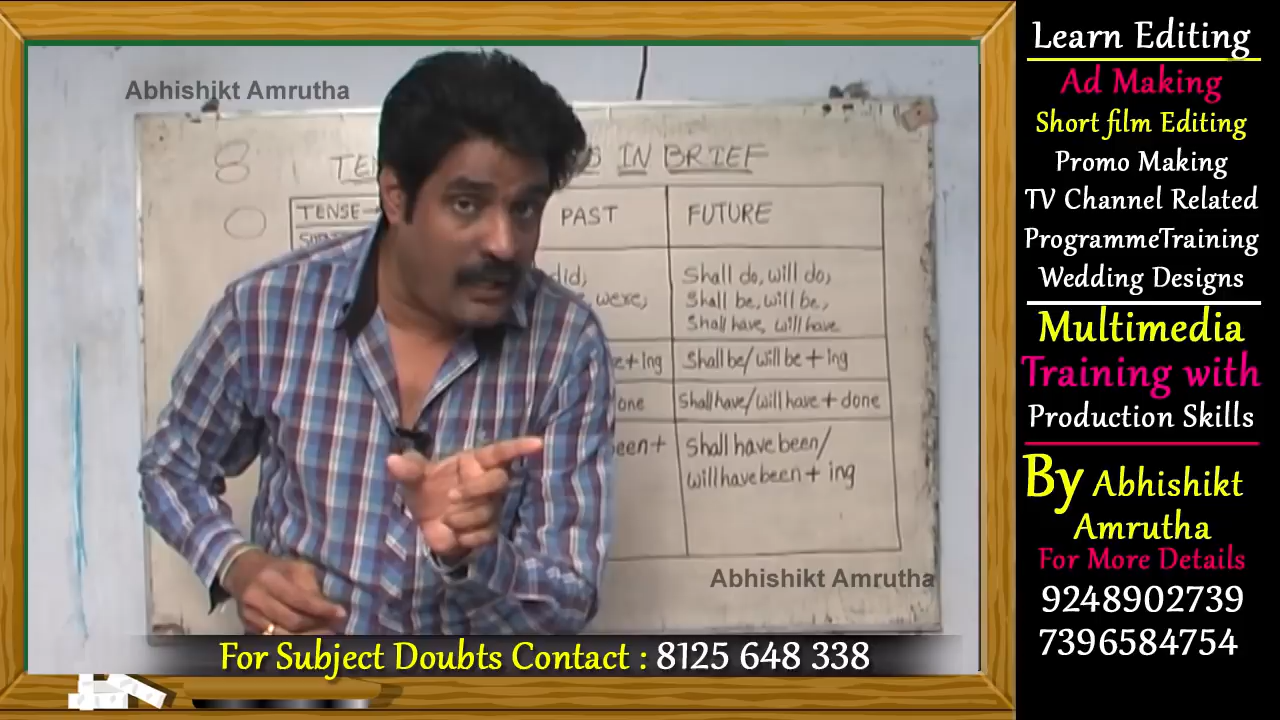 Abhishikt Amrutha
8
IN BRIEF
0
TENSE
PAST
FUTURE
did,
Shall do, will do,
were,
Shall be, will be,
Shall have, will have
+ing
Shall be/will be + ing
Shall have/will have + done
een+
Shall have been/
will have been + ing
Abhishikt Amrutha
For Subject Doubts Contact : 8125 648 338
Learn Editing
Ad Making
Short film Editing
Promo Making
TV Channel Related
ProgrammeTraining
Wedding Designs
Multimedia
Training with
Production Skills
By Abhishikt
Amrutha
For More Details
9248902739
7396584754